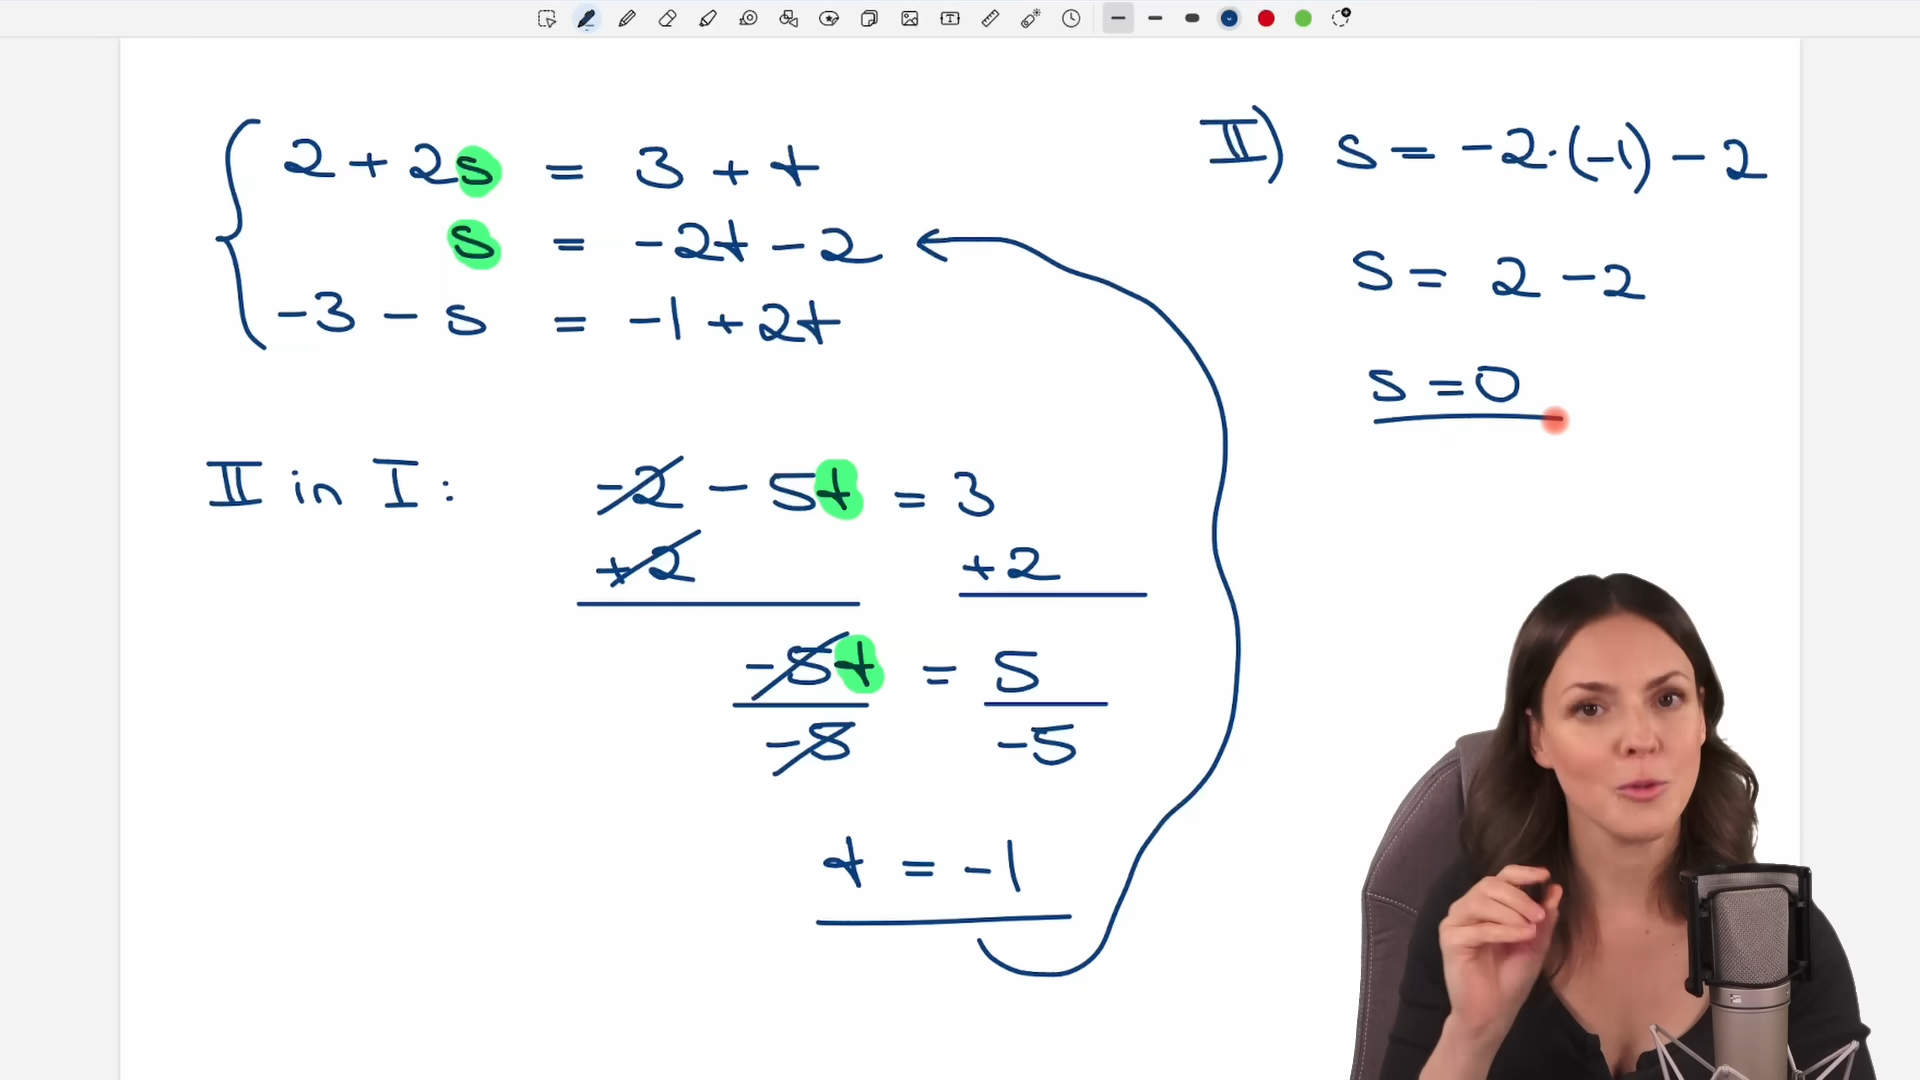 2 + 2s = 3 + t
s = -2t - 2
-3 - s = -1 + 2t
II in I: -2 - 5t = 3
+2 +2
-5t = 5
-5 -5
t = -1
II) s = -2·(-1) - 2
s = 2 - 2
s = 0